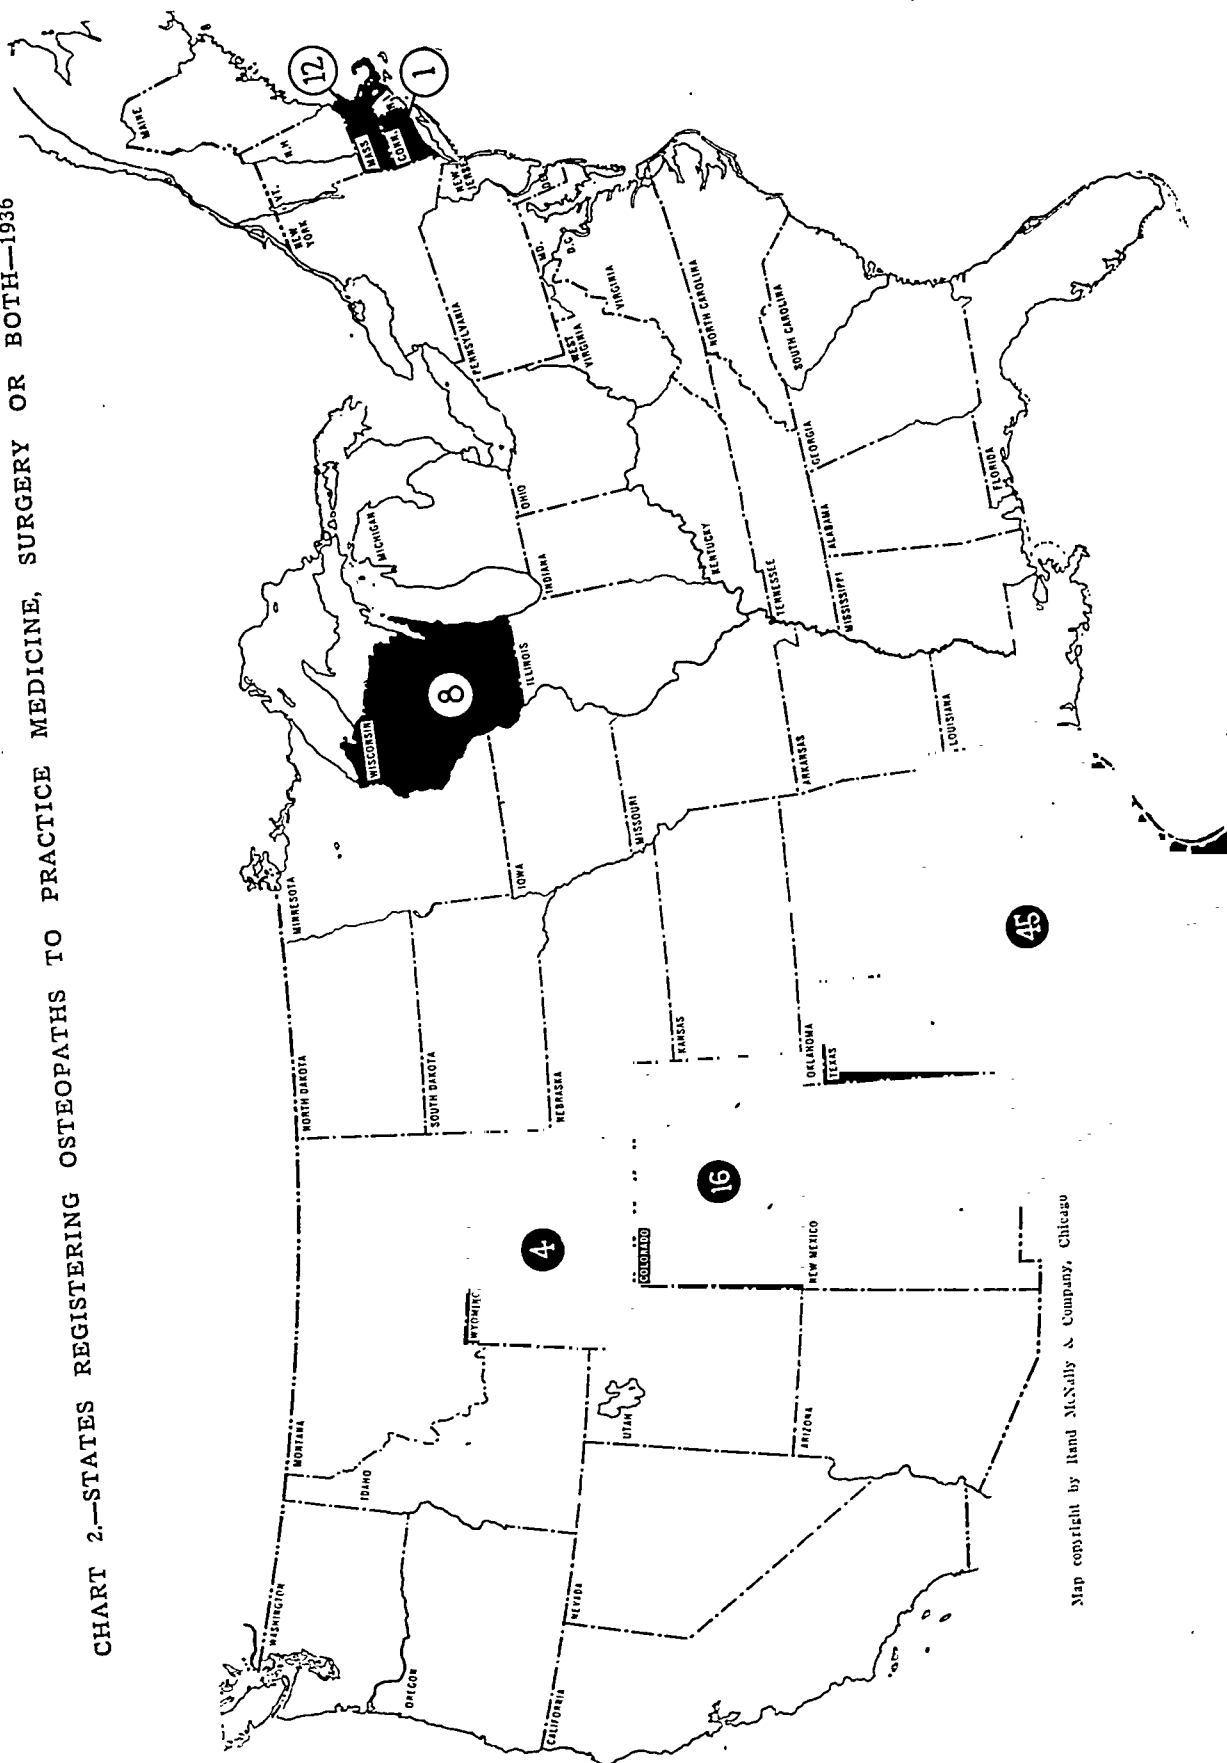 CHART 2.—STATES REGISTERING OSTEOPATHS TO PRACTICE MEDICINE, SURGERY OR BOTH—1936
WASHINGTON
OREGON
CALIFORNIA
NEVADA
IDAHO
MONTANA
WYOMING
4
UTAH
COLORADO
16
ARIZONA
NEW MEXICO
NORTH DAKOTA
SOUTH DAKOTA
NEBRASKA
KANSAS
OKLAHOMA
TEXAS
45
MINNESOTA
IOWA
MISSOURI
ARKANSAS
LOUISIANA
WISCONSIN
8
ILLINOIS
MICHIGAN
INDIANA
OHIO
KENTUCKY
TENNESSEE
MISSISSIPPI
ALABAMA
GEORGIA
FLORIDA
SOUTH CAROLINA
NORTH CAROLINA
VIRGINIA
WEST
VIRGINIA
PENNSYLVANIA
MD.
D.C.
NEW
JERSE
NEW
YORK
VT.
N.H.
MAINE
MASS
CONN.
R.I.
12
1
Map copyright by Rand McNally & Company, Chicago